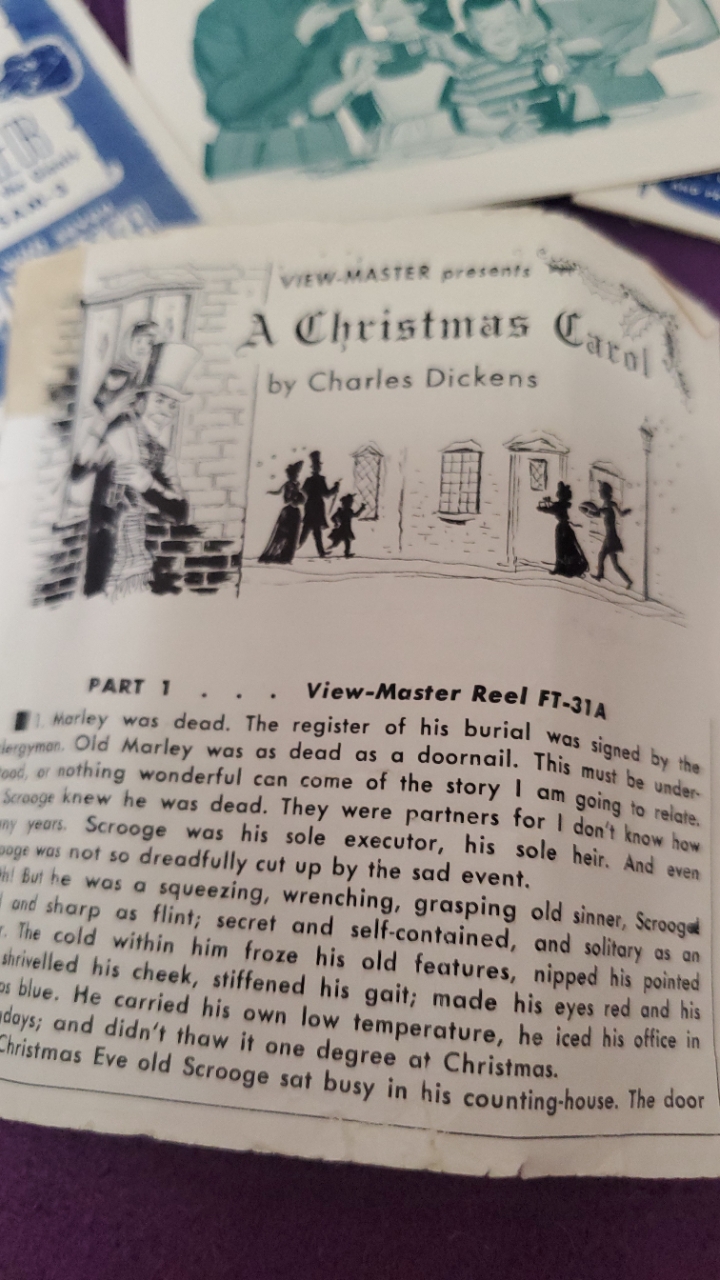 VIEW-MASTER presents
A Christmas Carol
by Charles Dickens
PART 1 . . . View-Master Reel FT-31A
Marley was dead. The register of his burial was signed by the
clergyman. Old Marley was as dead as a doornail. This must be under-
stood, or nothing wonderful can come of the story I am going to relate.
Scrooge knew he was dead. They were partners for I don't know how
many years. Scrooge was his sole executor, his sole heir. And even
Scrooge was not so dreadfully cut up by the sad event.
Oh! But he was a squeezing, wrenching, grasping old sinner, Scrooge!
and sharp as flint; secret and self-contained, and solitary as an
The cold within him froze his old features, nipped his pointed
shrivelled his cheek, stiffened his gait; made his eyes red and his
blue. He carried his own low temperature, he iced his office in
days; and didn't thaw it one degree at Christmas.
Christmas Eve old Scrooge sat busy in his counting-house. The door